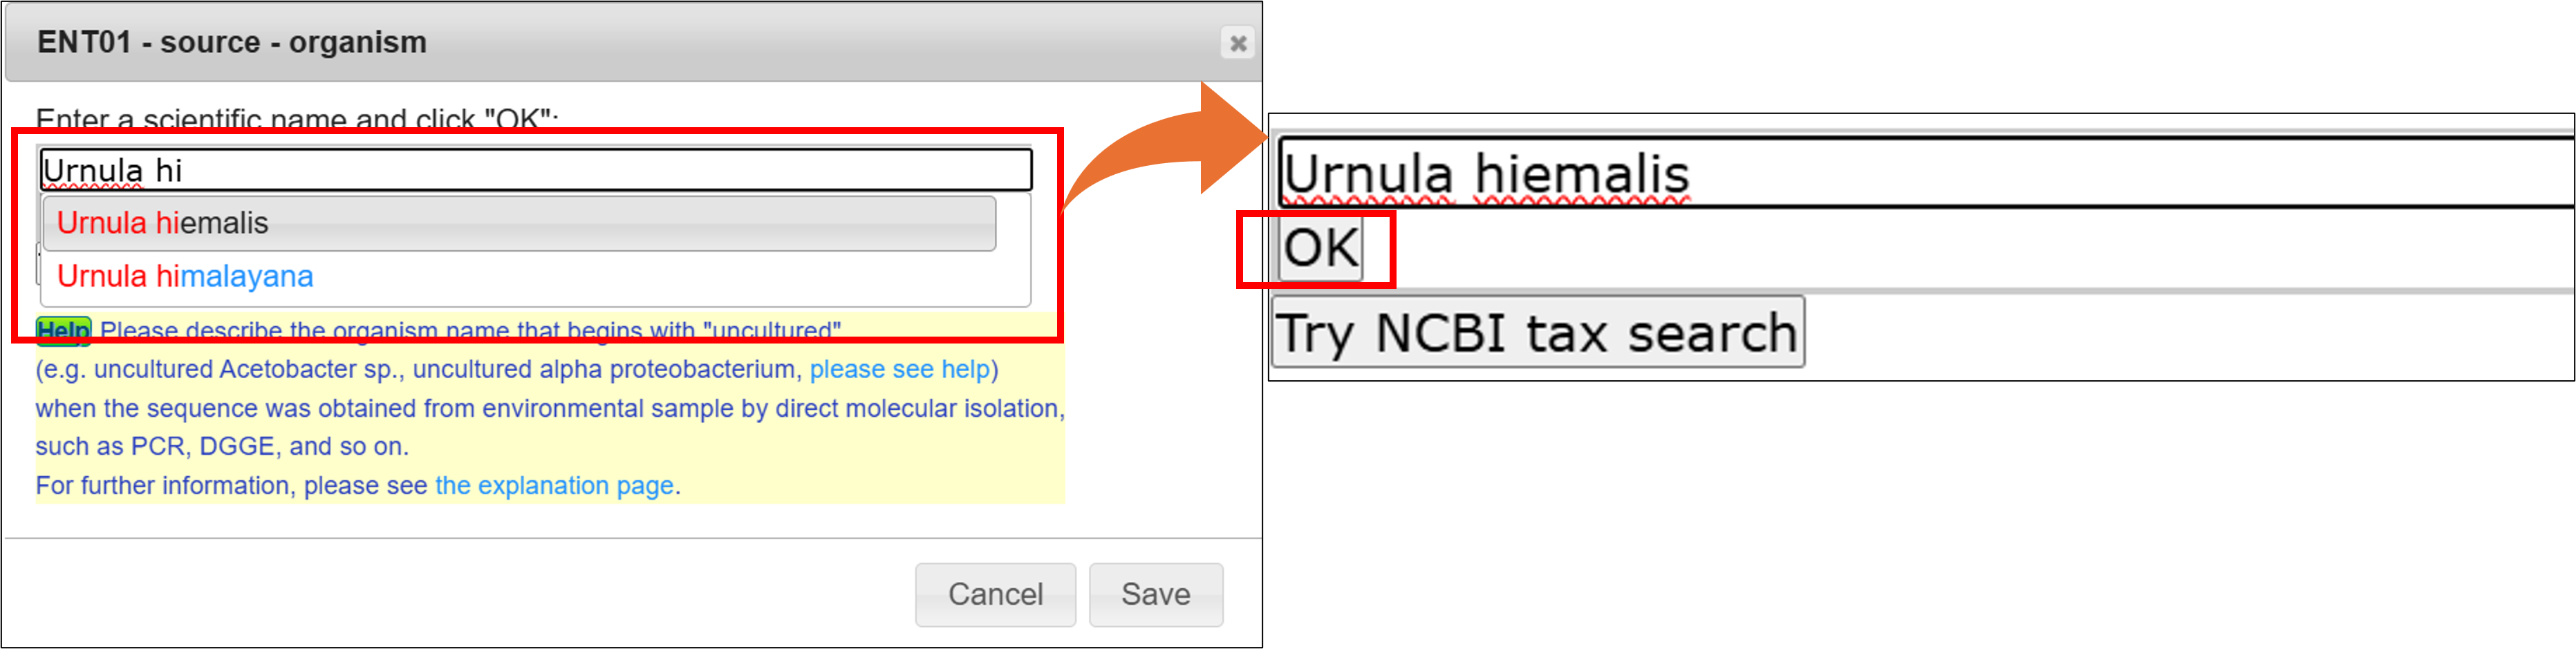 ENT01 - source - organism
Enter a scientific name and click "OK":
Urnula hi
Urnula hiemalis
Urnula himalayana
Help Please describe the organism name that begins with "uncultured"
(e.g. uncultured Acetobacter sp., uncultured alpha proteobacterium, please see help)
when the sequence was obtained from environmental sample by direct molecular isolation,
such as PCR, DGGE, and so on.
For further information, please see the explanation page.
Cancel Save
Urnula hiemalis
OK
Try NCBI tax search